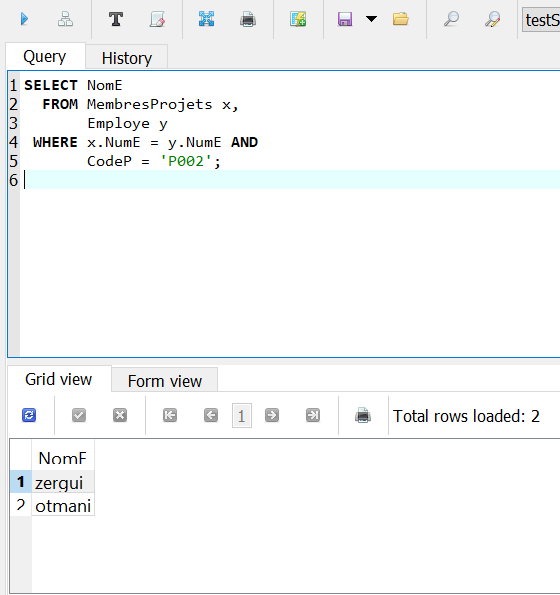 testS
Query History
1 SELECT NomE
2 FROM MembresProjets x,
3 Employe y
4 WHERE x.NumE = y.NumE AND
5 CodeP = 'P002';
6
Grid view Form view
1 Total rows loaded: 2
NomE
1 zergui
2 otmani